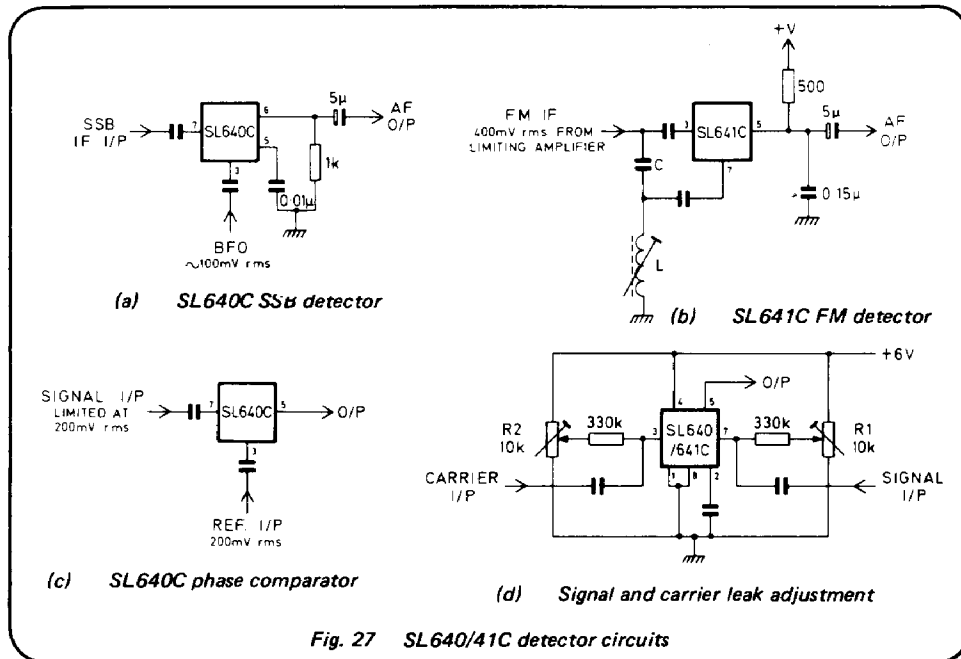 SSB
IF I/P
7
SL640C
6
5
3
5µ
AF
O/P
1k
0.01µ
BFO
~100mV rms
(a) SL640C SSB detector
+V
500
FM IF
400mV rms FROM
LIMITING AMPLIFIER
3
SL641C
5
7
5µ
AF
O/P
C
0.15µ
L
(b) SL641C FM detector
SIGNAL I/P
LIMITED AT
200mV rms
7
SL640C
5
3
O/P
REF. I/P
200mV rms
(c) SL640C phase comparator
+6V
O/P
R2
10k
330k
4
5
3
SL640
/641C
7
1
8
2
330k
R1
10k
CARRIER
I/P
SIGNAL
I/P
(d) Signal and carrier leak adjustment
Fig. 27 SL640/41C detector circuits